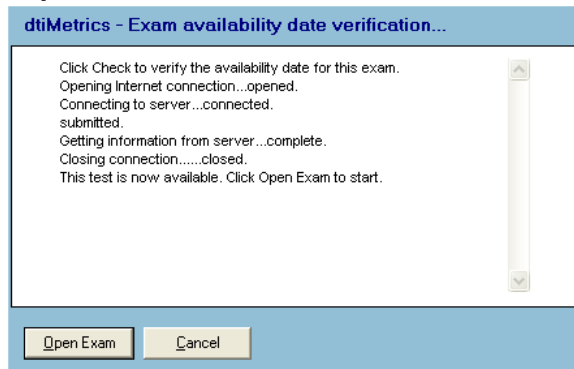 dtiMetrics - Exam availability date verification...
Click Check to verify the availability date for this exam.
Opening Internet connection...opened.
Connecting to server...connected.
submitted.
Getting information from server...complete.
Closing connection......closed.
This test is now available. Click Open Exam to start.
Open Exam
Cancel